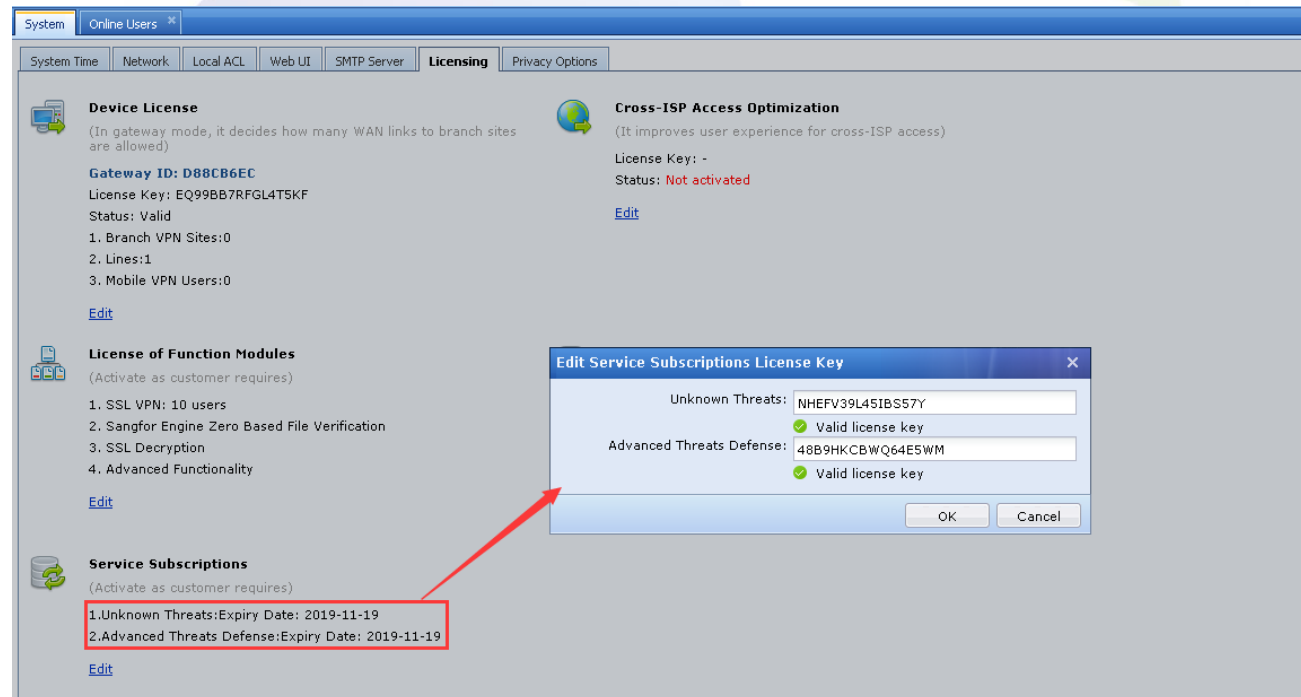 System
Online Users ×
System Time
Network
Local ACL
Web UI
SMTP Server
Licensing
Privacy Options
Device License
(In gateway mode, it decides how many WAN links to branch sites
are allowed)
Gateway ID: D88CB6EC
License Key: EQ99BB7RFGL4T5KF
Status: Valid
1. Branch VPN Sites:0
2. Lines:1
3. Mobile VPN Users:0
Edit
Cross-ISP Access Optimization
(It improves user experience for cross-ISP access)
License Key: -
Status: Not activated
Edit
License of Function Modules
(Activate as customer requires)
1. SSL VPN: 10 users
2. Sangfor Engine Zero Based File Verification
3. SSL Decryption
4. Advanced Functionality
Edit
Edit Service Subscriptions License Key ×
Unknown Threats: NHEFV39L45IBS57Y
Valid license key
Advanced Threats Defense: 48B9HKCBWQ64E5WM
Valid license key
OK
Cancel
Service Subscriptions
(Activate as customer requires)
1.Unknown Threats:Expiry Date: 2019-11-19
2.Advanced Threats Defense:Expiry Date: 2019-11-19
Edit